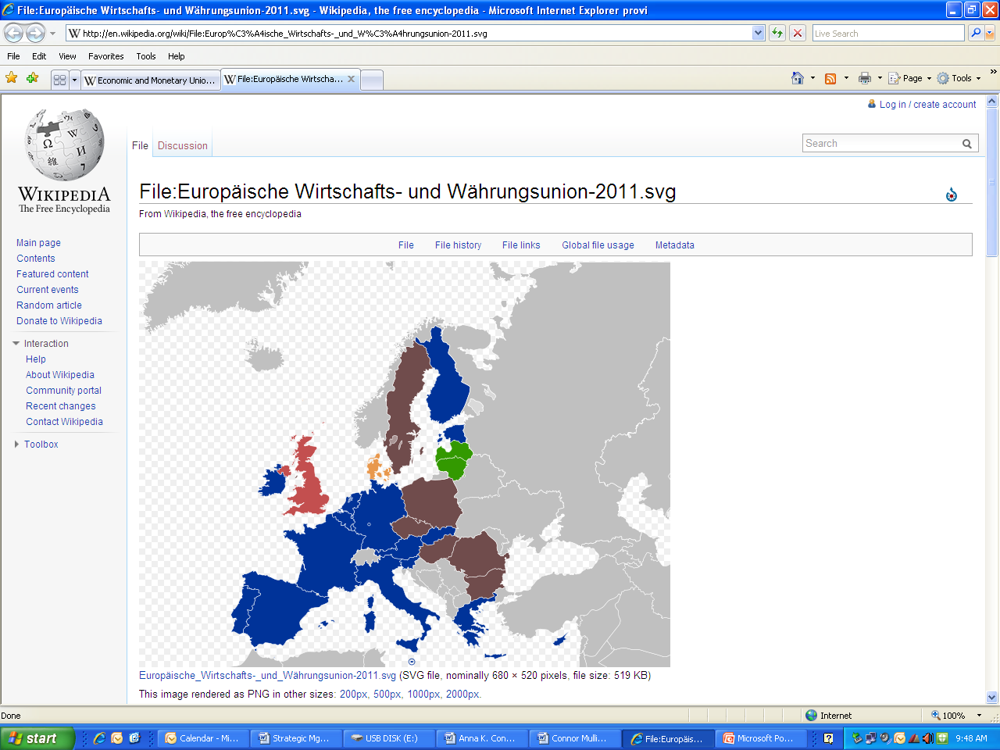 File:Europäische Wirtschafts- und Währungsunion-2011.svg - Wikipedia, the free encyclopedia - Microsoft Internet Explorer provi
http://en.wikipedia.org/wiki/File:Europ%C3%A4ische_Wirtschafts-_und_W%C3%A4hrungsunion-2011.svg
Live Search
File Edit View Favorites Tools Help
Economic and Monetary Unio...
File:Europäische Wirtscha...
Page
Tools
Log in / create account
File Discussion
Search
WIKIPEDIA
The Free Encyclopedia
File:Europäische Wirtschafts- und Währungsunion-2011.svg
From Wikipedia, the free encyclopedia
File File history File links Global file usage Metadata
Main page
Contents
Featured content
Current events
Random article
Donate to Wikipedia
Interaction
Help
About Wikipedia
Community portal
Recent changes
Contact Wikipedia
Toolbox
Europäische_Wirtschafts-_und_Währungsunion-2011.svg (SVG file, nominally 680 × 520 pixels, file size: 519 KB)
This image rendered as PNG in other sizes: 200px, 500px, 1000px, 2000px.
Done
Internet
100%
start
Calendar - Mi...
Strategic Mg...
USB DISK (E:)
Anna K. Con...
Connor Mulli...
File:Europäis...
Microsoft Po...
9:48 AM